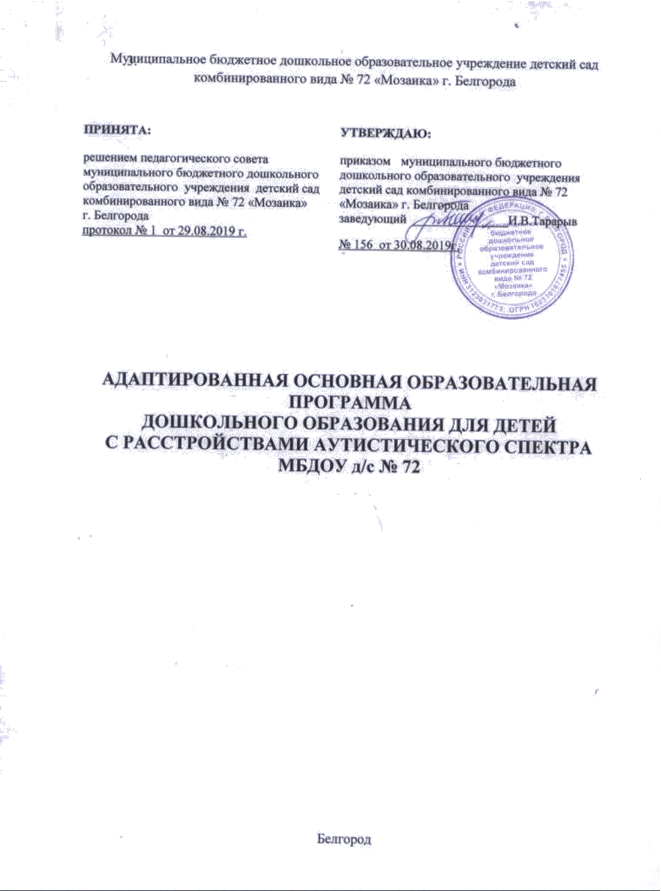 Муниципальное бюджетное дошкольное образовательное учреждение детский сад
комбинированного вида № 72 «Мозаика» г. Белгорода
ПРИНЯТА:
решением педагогического совета
муниципального бюджетного дошкольного
образовательного учреждения детский сад
комбинированного вида № 72 «Мозаика»
г. Белгорода
протокол № 1 от 29.08.2019 г.
УТВЕРЖДАЮ:
приказом муниципального бюджетного
дошкольного образовательного учреждения
детский сад комбинированного вида № 72
«Мозаика» г. Белгорода
заведующий И.В.Тарарыв
№ 156 от 30.08.2019г.
бюджетное
дошкольное
образовательное
учреждение
детский сад
комбинированного
вида № 72
«Мозаика»
г. Белгорода
АДАПТИРОВАННАЯ ОСНОВНАЯ ОБРАЗОВАТЕЛЬНАЯ
ПРОГРАММА
ДОШКОЛЬНОГО ОБРАЗОВАНИЯ ДЛЯ ДЕТЕЙ
С РАССТРОЙСТВАМИ АУТИСТИЧЕСКОГО СПЕКТРА
МБДОУ д/с № 72
Белгород